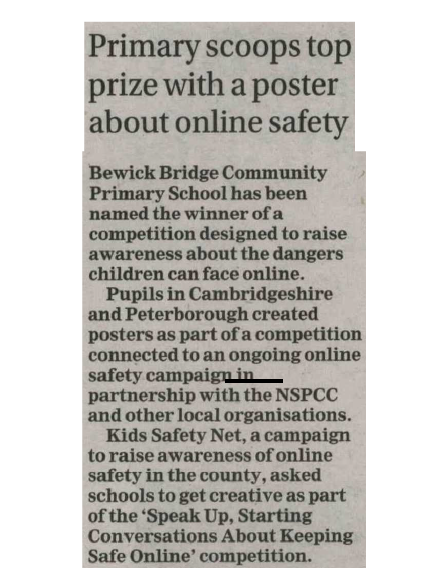 Primary scoops top
prize with a poster
about online safety
Bewick Bridge Community
Primary School has been
named the winner of a
competition designed to raise
awareness about the dangers
children can face online.
Pupils in Cambridgeshire
and Peterborough created
posters as part of a competition
connected to an ongoing online
safety campaign in
partnership with the NSPCC
and other local organisations.
Kids Safety Net, a campaign
to raise awareness of online
safety in the county, asked
schools to get creative as part
of the ‘Speak Up, Starting
Conversations About Keeping
Safe Online’ competition.